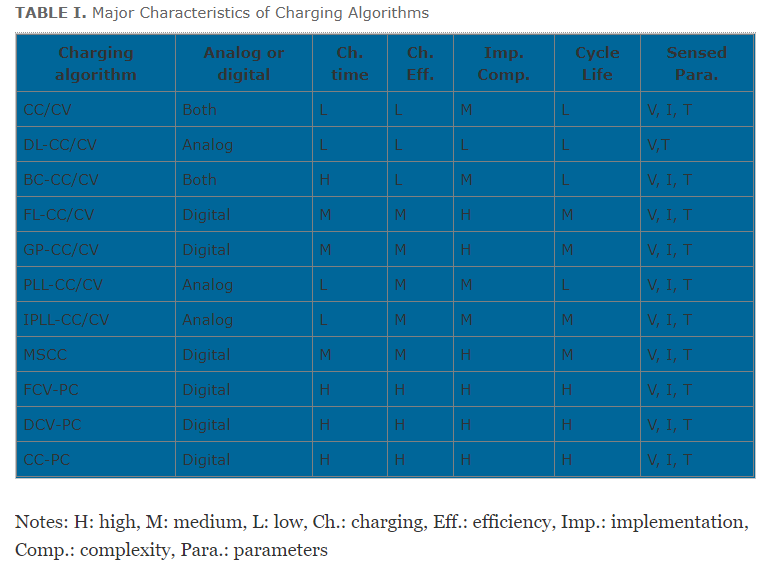 TABLE I. Major Characteristics of Charging Algorithms
Charging algorithm Analog or digital Ch. time Ch. Eff. Imp. Comp. Cycle Life Sensed Para.
CC/CV Both L L M L V, I, T
DL-CC/CV Analog L L L L V,T
BC-CC/CV Both H L M L V, I, T
FL-CC/CV Digital M M H M V, I, T
GP-CC/CV Digital M M H M V, I, T
PLL-CC/CV Analog L M M L V, I, T
IPLL-CC/CV Analog L M M M V, I, T
MSCC Digital M M H M V, I, T
FCV-PC Digital H H H H V, I, T
DCV-PC Digital H H H H V, I, T
CC-PC Digital H H H H V, I, T
Notes: H: high, M: medium, L: low, Ch.: charging, Eff.: efficiency, Imp.: implementation,
Comp.: complexity, Para.: parameters